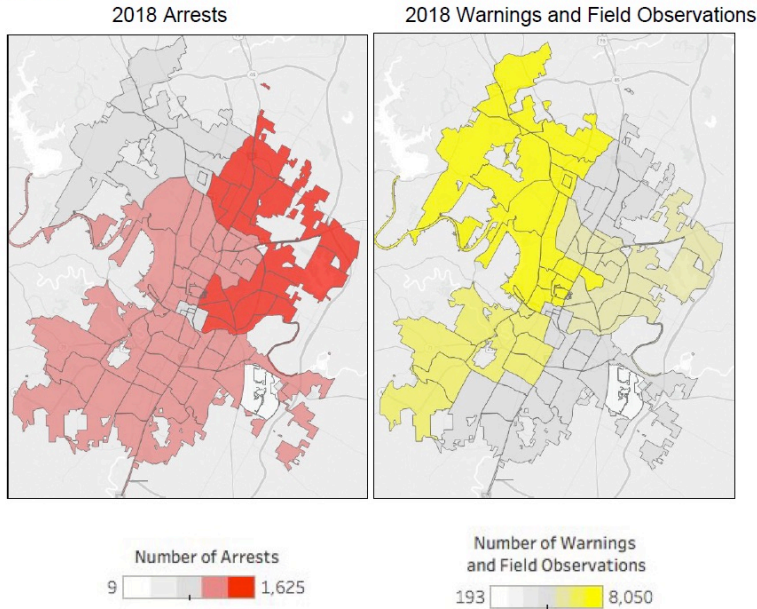 2018 Arrests
2018 Warnings and Field Observations
Number of Arrests
9 1,625
Number of Warnings
and Field Observations
193 8,050